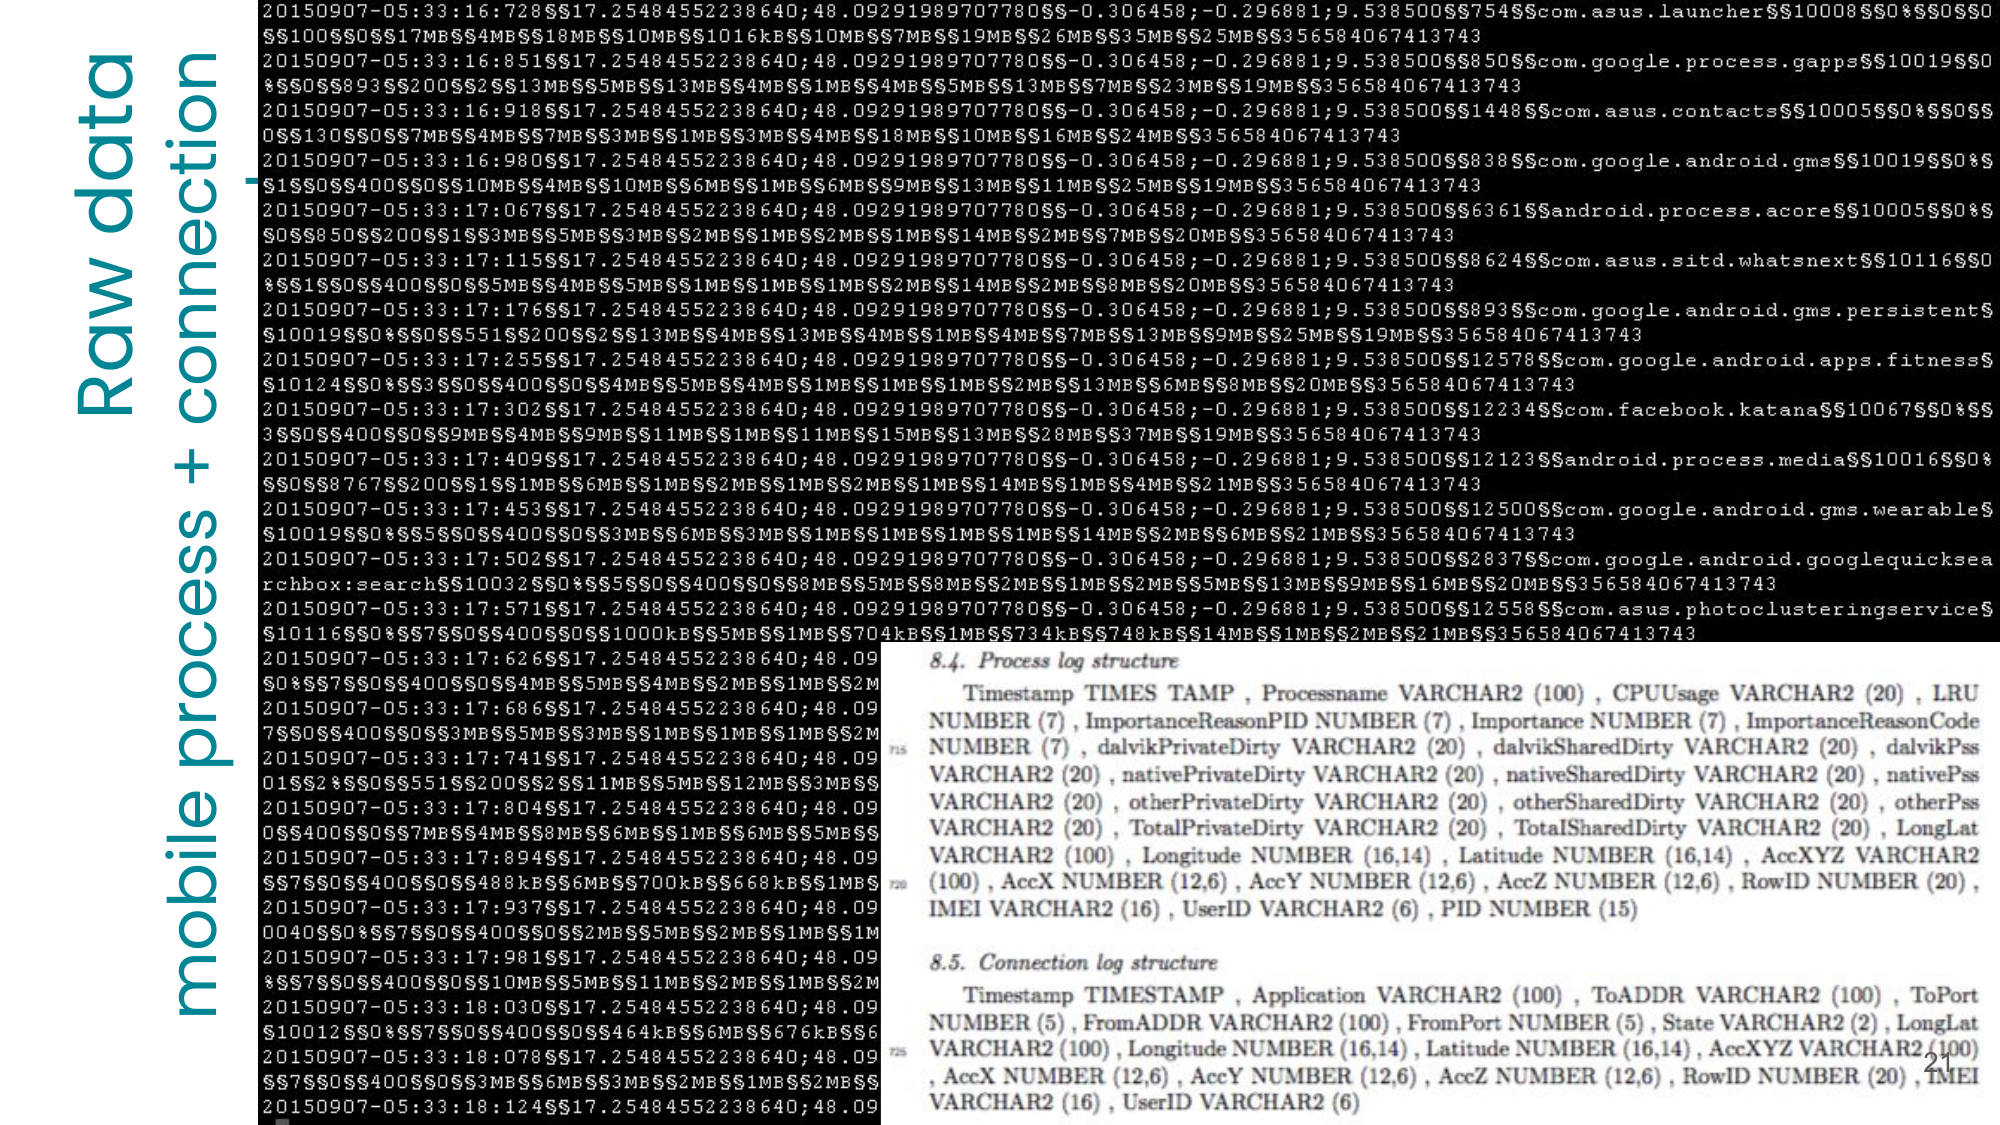 Raw data
mobile process + connection
20150907-05:33:16:728§§17.25484552238640;48.09291989707780§§-0.306458;-0.296881;9.538500§§754§§com.asus.launcher§§10008§§0%§§0§§0
§§100§§0§§17MB§§4MB§§18MB§§10MB§§1016kB§§10MB§§7MB§§19MB§§26MB§§35MB§§25MB§§356584067413743
20150907-05:33:16:851§§17.25484552238640;48.09291989707780§§-0.306458;-0.296881;9.538500§§850§§com.google.process.gapps§§10019§§0
%§§0§§893§§200§§2§§13MB§§5MB§§13MB§§4MB§§1MB§§4MB§§5MB§§13MB§§7MB§§23MB§§19MB§§356584067413743
20150907-05:33:16:918§§17.25484552238640;48.09291989707780§§-0.306458;-0.296881;9.538500§§1448§§com.asus.contacts§§10005§§0%§§0§§
0§§130§§0§§7MB§§4MB§§7MB§§3MB§§1MB§§3MB§§4MB§§18MB§§10MB§§16MB§§24MB§§356584067413743
20150907-05:33:16:980§§17.25484552238640;48.09291989707780§§-0.306458;-0.296881;9.538500§§838§§com.google.android.gms§§10019§§0%§
§1§§0§§400§§0§§10MB§§4MB§§10MB§§6MB§§1MB§§6MB§§9MB§§13MB§§11MB§§25MB§§19MB§§356584067413743
20150907-05:33:17:067§§17.25484552238640;48.09291989707780§§-0.306458;-0.296881;9.538500§§6361§§android.process.acore§§10005§§0%§
§0§§850§§200§§1§§3MB§§5MB§§3MB§§2MB§§1MB§§2MB§§1MB§§14MB§§2MB§§7MB§§20MB§§356584067413743
20150907-05:33:17:115§§17.25484552238640;48.09291989707780§§-0.306458;-0.296881;9.538500§§8624§§com.asus.sitd.whatsnext§§10116§§0
%§§1§§0§§400§§0§§5MB§§4MB§§5MB§§1MB§§1MB§§1MB§§2MB§§14MB§§2MB§§8MB§§20MB§§356584067413743
20150907-05:33:17:176§§17.25484552238640;48.09291989707780§§-0.306458;-0.296881;9.538500§§893§§com.google.android.gms.persistent§
§10019§§0%§§0§§551§§200§§2§§13MB§§4MB§§13MB§§4MB§§1MB§§4MB§§7MB§§13MB§§9MB§§25MB§§19MB§§356584067413743
20150907-05:33:17:255§§17.25484552238640;48.09291989707780§§-0.306458;-0.296881;9.538500§§12578§§com.google.android.apps.fitness§
§10124§§0%§§3§§0§§400§§0§§4MB§§5MB§§4MB§§1MB§§1MB§§1MB§§2MB§§13MB§§6MB§§8MB§§20MB§§356584067413743
20150907-05:33:17:302§§17.25484552238640;48.09291989707780§§-0.306458;-0.296881;9.538500§§12234§§com.facebook.katana§§10067§§0%§§
3§§0§§400§§0§§9MB§§4MB§§9MB§§11MB§§1MB§§11MB§§15MB§§13MB§§28MB§§37MB§§19MB§§356584067413743
20150907-05:33:17:409§§17.25484552238640;48.09291989707780§§-0.306458;-0.296881;9.538500§§12123§§android.process.media§§10016§§0%
§§0§§8767§§200§§1§§1MB§§6MB§§1MB§§2MB§§1MB§§2MB§§1MB§§14MB§§1MB§§4MB§§21MB§§356584067413743
20150907-05:33:17:453§§17.25484552238640;48.09291989707780§§-0.306458;-0.296881;9.538500§§12500§§com.google.android.gms.wearable§
§10019§§0%§§5§§0§§400§§0§§3MB§§6MB§§3MB§§1MB§§1MB§§1MB§§1MB§§14MB§§2MB§§6MB§§21MB§§356584067413743
20150907-05:33:17:502§§17.25484552238640;48.09291989707780§§-0.306458;-0.296881;9.538500§§2837§§com.google.android.googlequicksea
rchbox:search§§10032§§0%§§5§§0§§400§§0§§8MB§§5MB§§8MB§§2MB§§1MB§§2MB§§5MB§§13MB§§9MB§§16MB§§20MB§§356584067413743
20150907-05:33:17:571§§17.25484552238640;48.09291989707780§§-0.306458;-0.296881;9.538500§§12558§§com.asus.photoclusteringservice§
§10116§§0%§§7§§0§§400§§0§§1000kB§§5MB§§1MB§§704kB§§1MB§§734kB§§748kB§§14MB§§1MB§§2MB§§21MB§§356584067413743
20150907-05:33:17:626§§17.25484552238640;48.09
§0%§§7§§0§§400§§0§§4MB§§5MB§§4MB§§2MB§§1MB§§2M
20150907-05:33:17:686§§17.25484552238640;48.09
7§§0§§400§§0§§3MB§§5MB§§3MB§§1MB§§1MB§§1MB§§2M
20150907-05:33:17:741§§17.25484552238640;48.09
01§§2%§§0§§551§§200§§2§§11MB§§5MB§§12MB§§3MB§§
20150907-05:33:17:804§§17.25484552238640;48.09
0§§400§§0§§7MB§§4MB§§8MB§§6MB§§1MB§§6MB§§5MB§§
20150907-05:33:17:894§§17.25484552238640;48.09
§§7§§0§§400§§0§§488kB§§6MB§§700kB§§668kB§§1MB§
20150907-05:33:17:937§§17.25484552238640;48.09
0040§§0%§§7§§0§§400§§0§§2MB§§5MB§§2MB§§1MB§§1M
20150907-05:33:17:981§§17.25484552238640;48.09
%§§7§§0§§400§§0§§10MB§§5MB§§11MB§§2MB§§1MB§§2M
20150907-05:33:18:030§§17.25484552238640;48.09
§10012§§0%§§7§§0§§400§§0§§464kB§§6MB§§676kB§§6
20150907-05:33:18:078§§17.25484552238640;48.09
§§7§§0§§400§§0§§3MB§§6MB§§3MB§§2MB§§1MB§§2MB§§
20150907-05:33:18:124§§17.25484552238640;48.09
8.4. Process log structure
Timestamp TIMES TAMP , Processname VARCHAR2 (100) , CPUUsage VARCHAR2 (20) , LRU
NUMBER (7) , ImportanceReasonPID NUMBER (7) , Importance NUMBER (7) , ImportanceReasonCode
715 NUMBER (7) , dalvikPrivateDirty VARCHAR2 (20) , dalvikSharedDirty VARCHAR2 (20) , dalvikPss
VARCHAR2 (20) , nativePrivateDirty VARCHAR2 (20) , nativeSharedDirty VARCHAR2 (20) , nativePss
VARCHAR2 (20) , otherPrivateDirty VARCHAR2 (20) , otherSharedDirty VARCHAR2 (20) , otherPss
VARCHAR2 (20) , TotalPrivateDirty VARCHAR2 (20) , TotalSharedDirty VARCHAR2 (20) , LongLat
VARCHAR2 (100) , Longitude NUMBER (16,14) , Latitude NUMBER (16,14) , AccXYZ VARCHAR2
720 (100) , AccX NUMBER (12,6) , AccY NUMBER (12,6) , AccZ NUMBER (12,6) , RowID NUMBER (20) ,
IMEI VARCHAR2 (16) , UserID VARCHAR2 (6) , PID NUMBER (15)
8.5. Connection log structure
Timestamp TIMESTAMP , Application VARCHAR2 (100) , ToADDR VARCHAR2 (100) , ToPort
NUMBER (5) , FromADDR VARCHAR2 (100) , FromPort NUMBER (5) , State VARCHAR2 (2) , LongLat
725 VARCHAR2 (100) , Longitude NUMBER (16,14) , Latitude NUMBER (16,14) , AccXYZ VARCHAR2 (100)
, AccX NUMBER (12,6) , AccY NUMBER (12,6) , AccZ NUMBER (12,6) , RowID NUMBER (20) , IMEI
VARCHAR2 (16) , UserID VARCHAR2 (6)
21